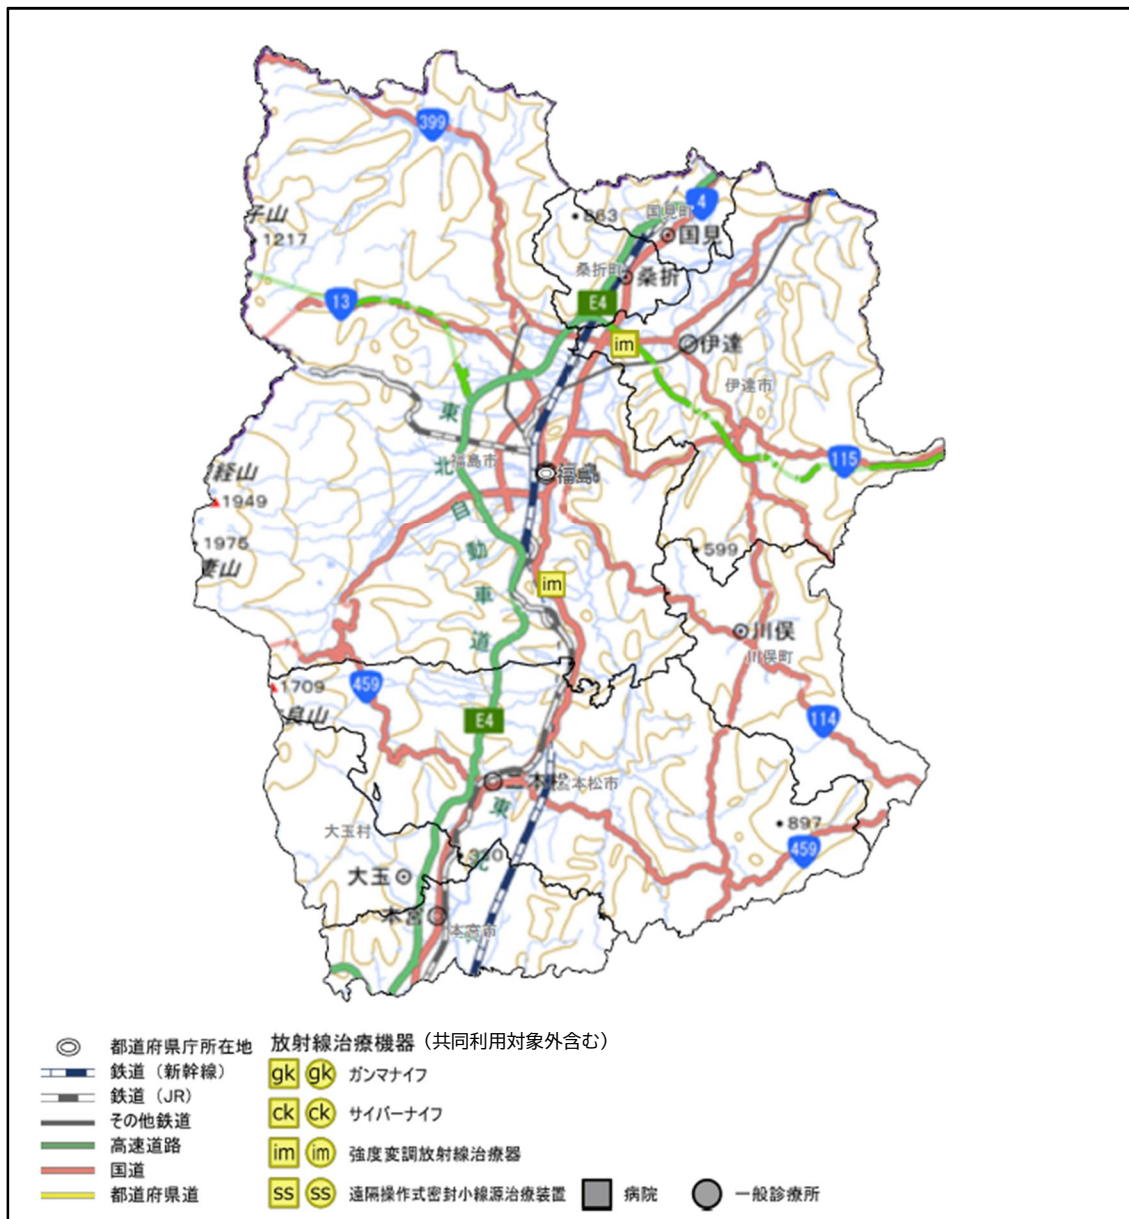 399
子山
1217
863
国見町
4
国見
桑折町
桑折
13
E4
im
伊達
伊達市
東
北
福島市
福島
115
経山
1949
自
1975
妻山
動
599
im
車
道
川俣
川俣町
1709
459
良山
E4
114
二本松
二本松市
東
大玉村
897
459
330
北
大玉
本宮
本宮市
都道府県庁所在地
鉄道（新幹線）
鉄道（JR）
その他鉄道
高速道路
国道
都道府県道
放射線治療機器（共同利用対象外含む）
gk gk ガンマナイフ
ck ck サイバーナイフ
im im 強度変調放射線治療器
ss ss 遠隔操作式密封小線源治療装置 病院 一般診療所